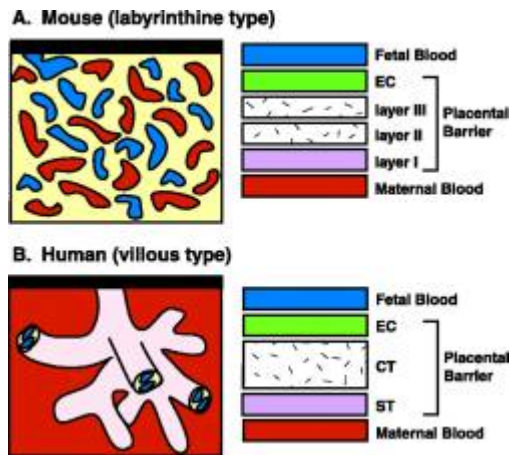 A. Mouse (labyrinthine type)
Fetal Blood
EC
layer III
layer II
layer I
Placental
Barrier
Maternal Blood
B. Human (villous type)
Fetal Blood
EC
CT
ST
Placental
Barrier
Maternal Blood